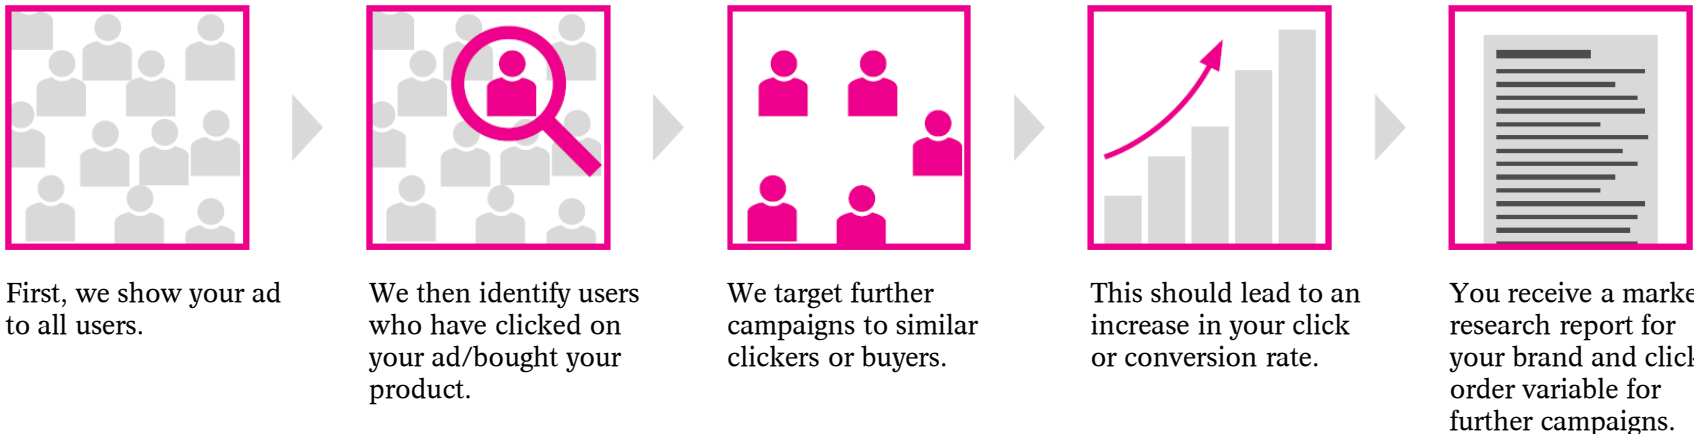 First, we show your ad
to all users.
We then identify users
who have clicked on
your ad/bought your
product.
We target further
campaigns to similar
clickers or buyers.
This should lead to an
increase in your click
or conversion rate.
You receive a marke
research report for
your brand and click
order variable for
further campaigns.